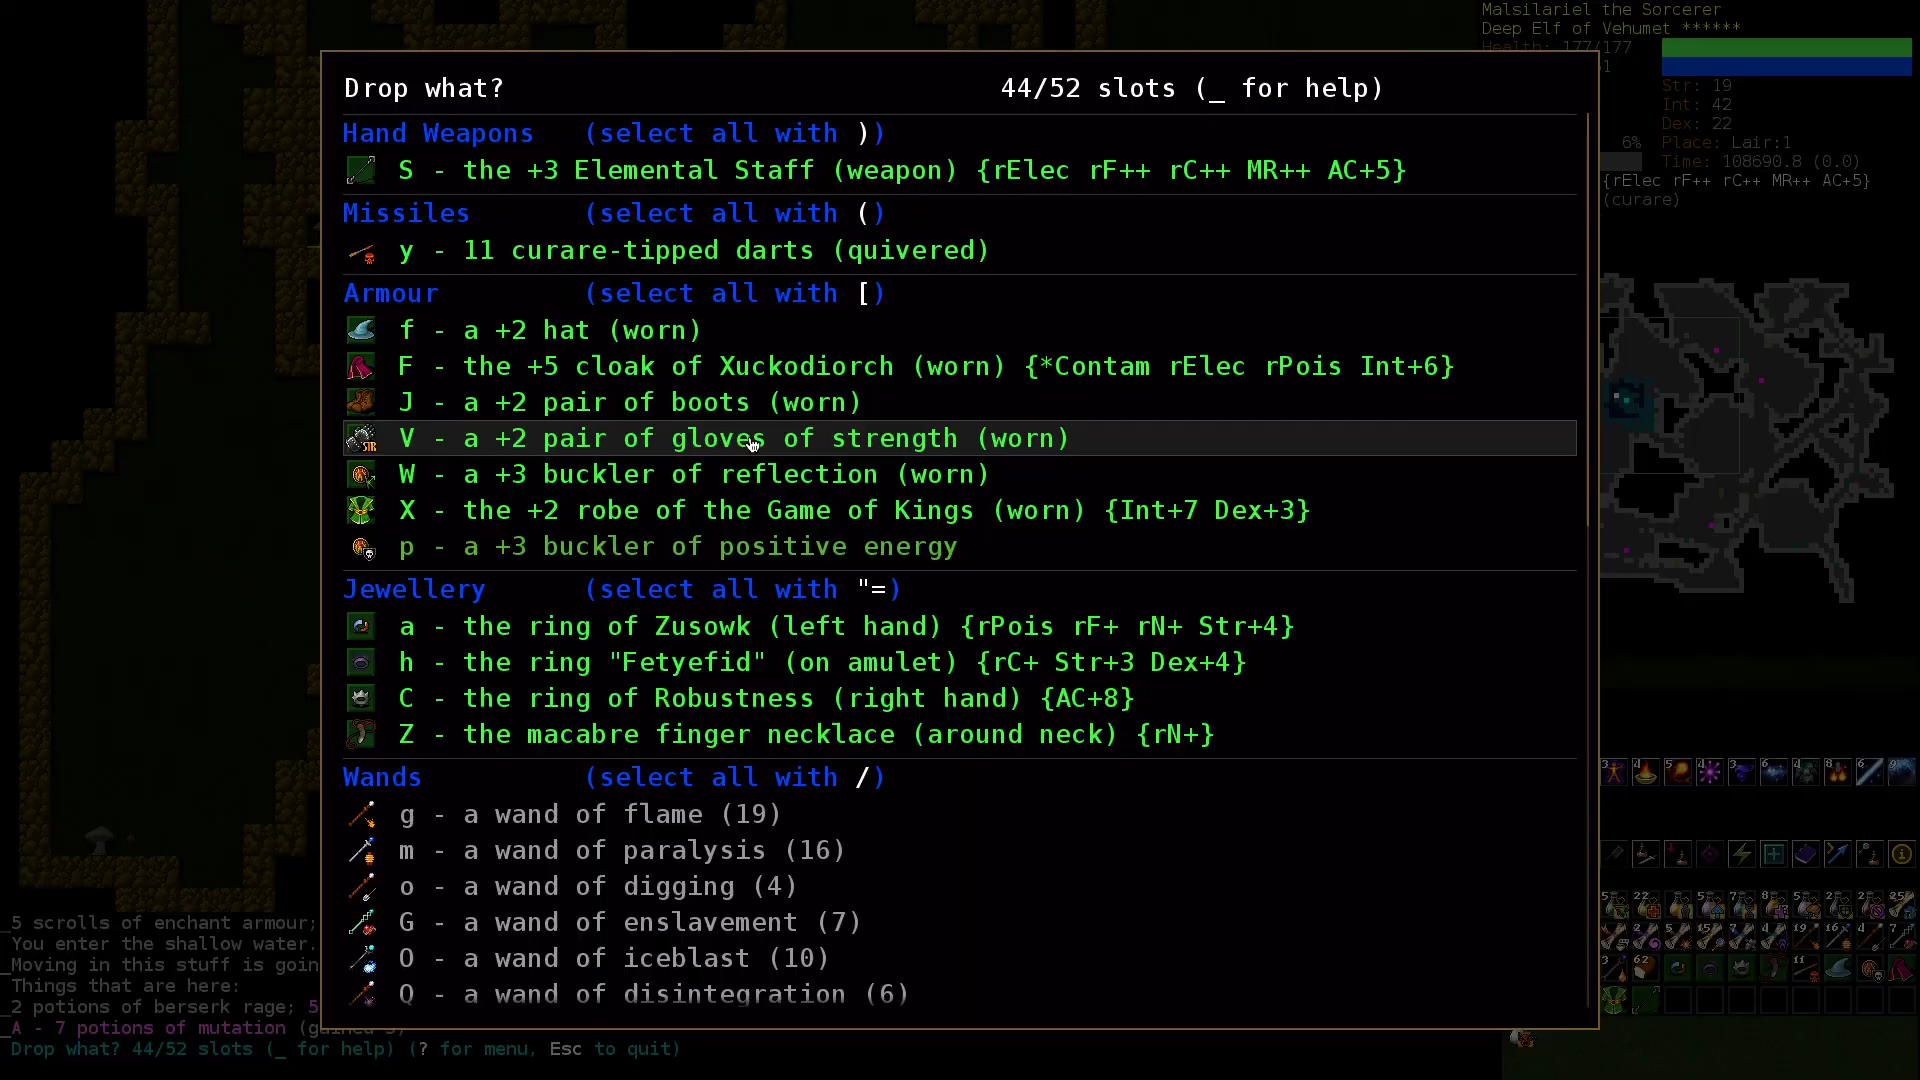 Malsilariel the Sorcerer
Deep Elf of Vehumet ******
Health: 177/177
Drop what? 44/52 slots (_ for help)
Str: 19
Int: 42
Dex: 22
Hand Weapons (select all with ))
6% Place: Lair:1
Time: 108690.8 (0.0)
S - the +3 Elemental Staff (weapon) {rElec rF++ rC++ MR++ AC+5}
{rElec rF++ rC++ MR++ AC+5}
(curare)
Missiles (select all with ()
y - 11 curare-tipped darts (quivered)
Armour (select all with [)
f - a +2 hat (worn)
F - the +5 cloak of Xuckodiorch (worn) {*Contam rElec rPois Int+6}
J - a +2 pair of boots (worn)
V - a +2 pair of gloves of strength (worn)
W - a +3 buckler of reflection (worn)
X - the +2 robe of the Game of Kings (worn) {Int+7 Dex+3}
p - a +3 buckler of positive energy
Jewellery (select all with "=)
a - the ring of Zusowk (left hand) {rPois rF+ rN+ Str+4}
h - the ring "Fetyefid" (on amulet) {rC+ Str+3 Dex+4}
C - the ring of Robustness (right hand) {AC+8}
Z - the macabre finger necklace (around neck) {rN+}
Wands (select all with /)
g - a wand of flame (19)
m - a wand of paralysis (16)
o - a wand of digging (4)
G - a wand of enslavement (7)
O - a wand of iceblast (10)
Q - a wand of disintegration (6)
_5 scrolls of enchant armour;
You enter the shallow water.
_Moving in this stuff is goin
Things that are here:
_2 potions of berserk rage; 5
_A - 7 potions of mutation
Drop what? 44/52 slots (_ for help) (? for menu, Esc to quit)